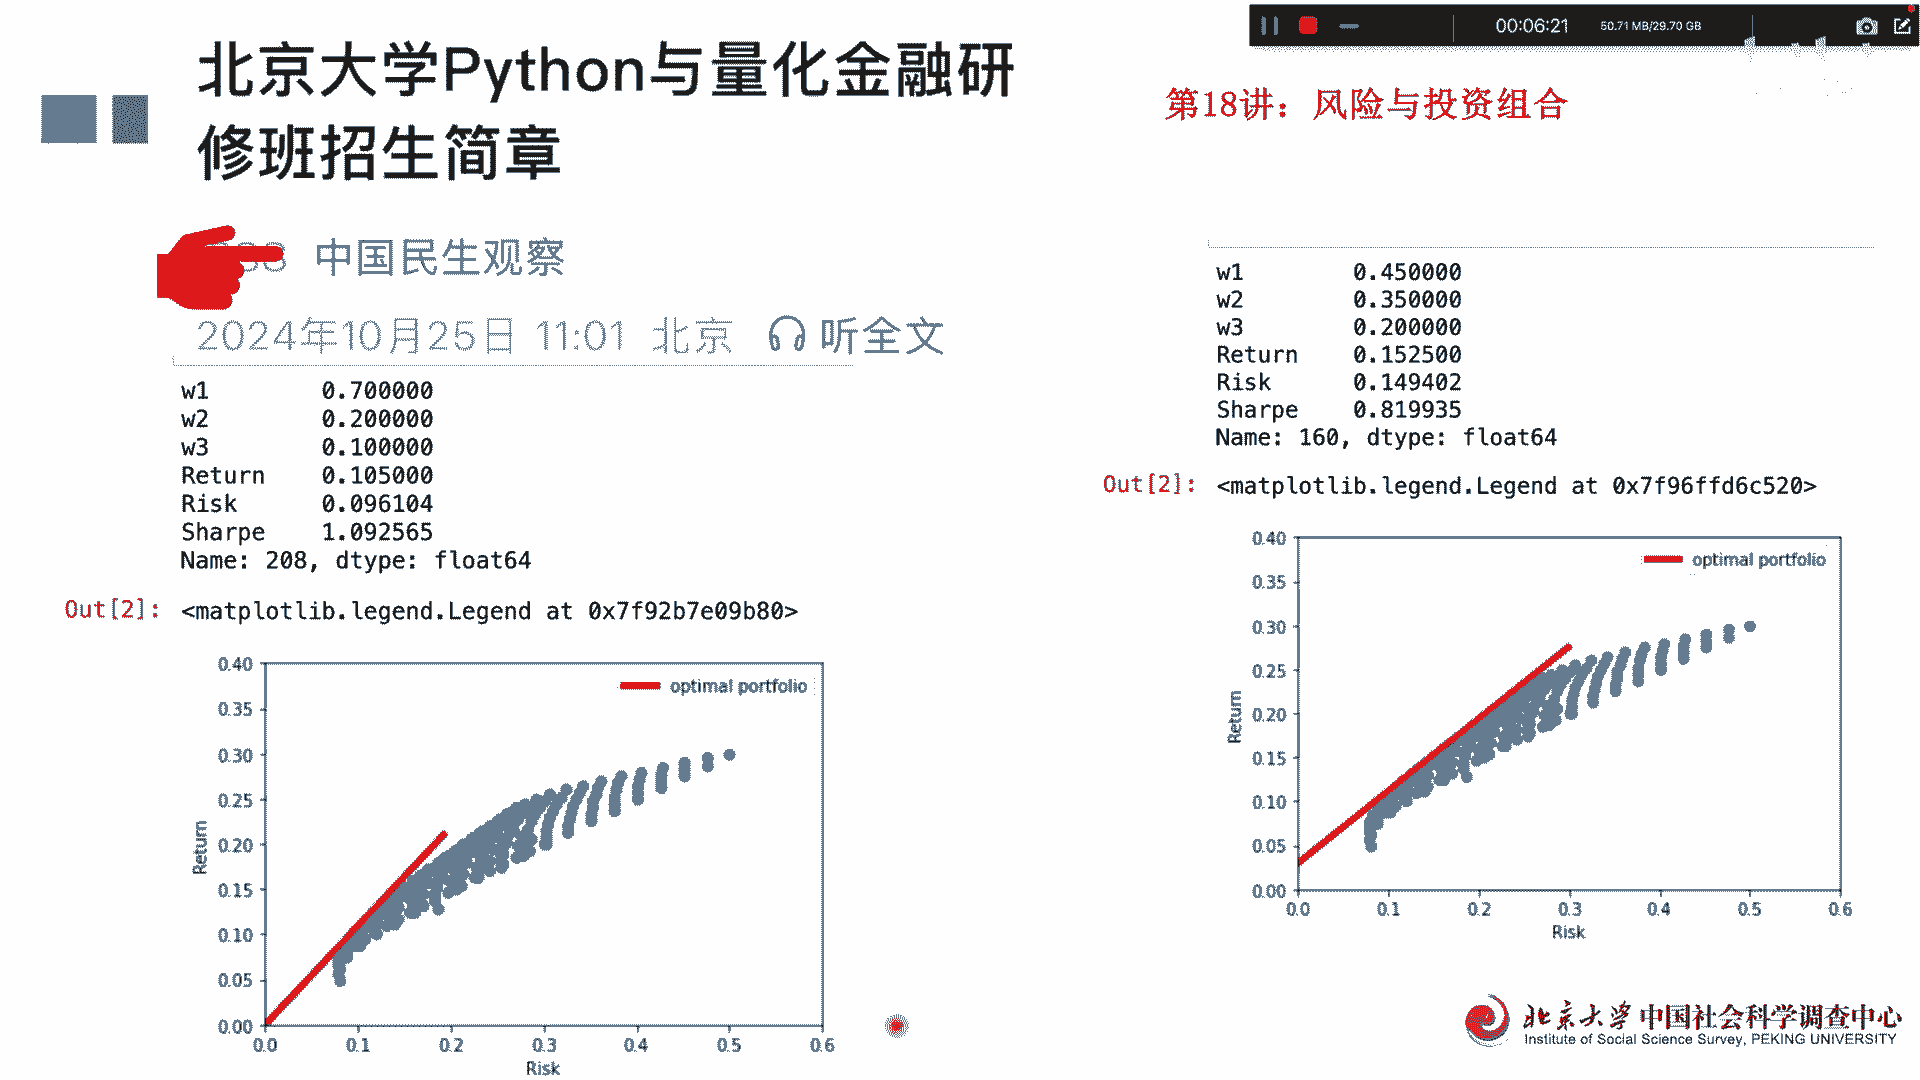 北京大学Python与量化金融研
修班招生简章
中国民生观察
2024年10月25日 11:01 北京 听全文
w1 0.700000
w2 0.200000
w3 0.100000
Return 0.105000
Risk 0.096104
Sharpe 1.092565
Name: 208, dtype: float64
Out[2]: <matplotlib.legend.Legend at 0x7f92b7e09b80>
optimal portfolio
0.40
0.35
0.30
0.25
0.20
0.15
0.10
0.05
0.00
Return
0.0 0.1 0.2 0.3 0.4 0.5 0.6
Risk
00:06:21 50.71 MB/29.70 GB
第18讲：风险与投资组合
w1 0.450000
w2 0.350000
w3 0.200000
Return 0.152500
Risk 0.149402
Sharpe 0.819935
Name: 160, dtype: float64
Out[2]: <matplotlib.legend.Legend at 0x7f96ffd6c520>
optimal portfolio
0.40
0.35
0.30
0.25
0.20
0.15
0.10
0.05
0.00
Return
0.0 0.1 0.2 0.3 0.4 0.5 0.6
Risk
北京大学中国社会科学调查中心
Institute of Social Science Survey, PEKING UNIVERSITY